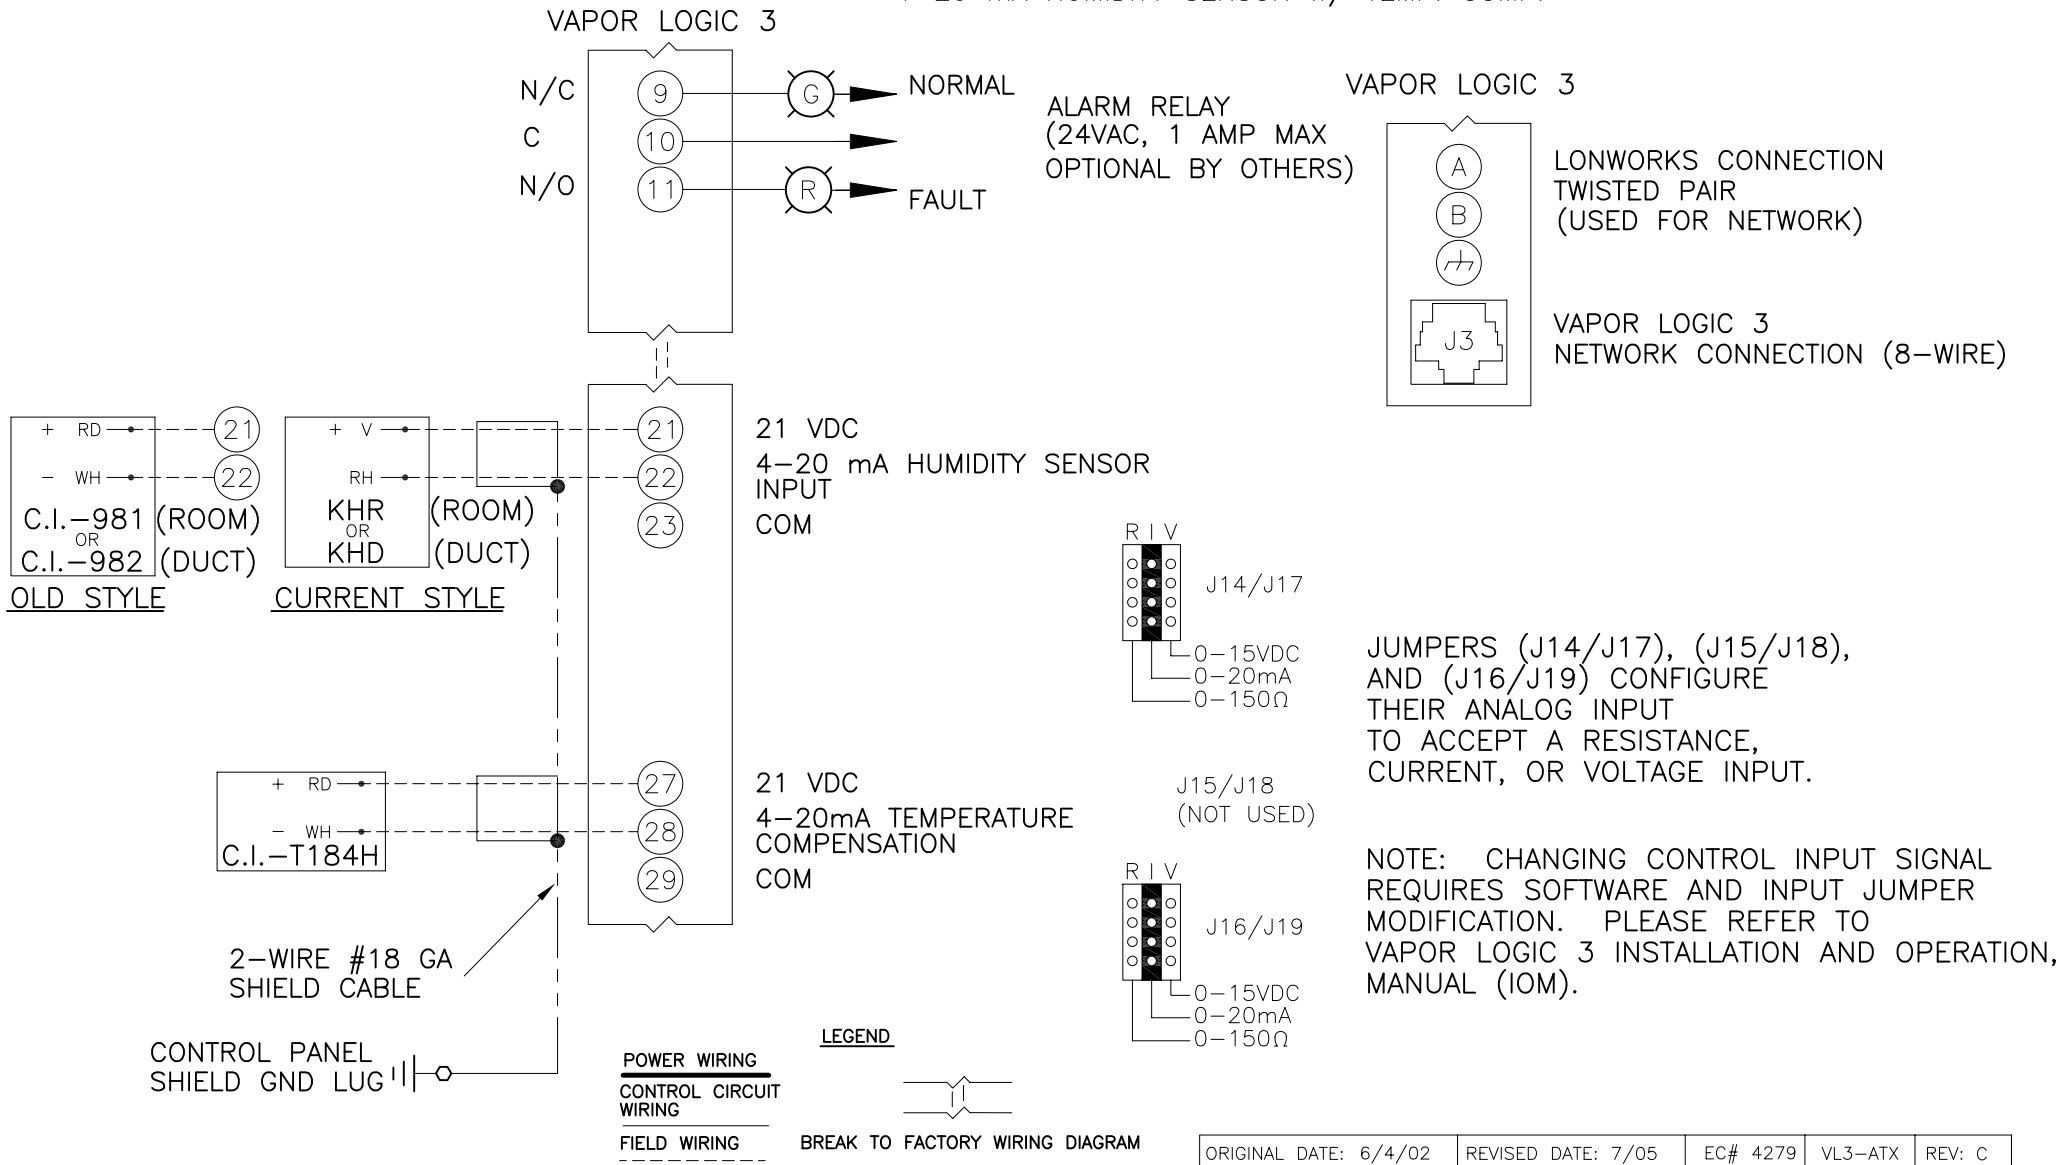 VAPOR LOGIC 3
N/C
9
G
NORMAL
C
10
N/O
11
R
FAULT
ALARM RELAY
(24VAC, 1 AMP MAX
OPTIONAL BY OTHERS)
VAPOR LOGIC 3
A
B
LONWORKS CONNECTION
TWISTED PAIR
(USED FOR NETWORK)
J3
VAPOR LOGIC 3
NETWORK CONNECTION (8-WIRE)
+ RD
21
- WH
22
C.I.-981 (ROOM)
OR
C.I.-982 (DUCT)
OLD STYLE
+ V
RH
KHR (ROOM)
OR
KHD (DUCT)
CURRENT STYLE
21
22
23
21 VDC
4-20 mA HUMIDITY SENSOR
INPUT
COM
R I V
J14/J17
0-15VDC
0-20mA
0-150Ω
JUMPERS (J14/J17), (J15/J18),
AND (J16/J19) CONFIGURE
THEIR ANALOG INPUT
TO ACCEPT A RESISTANCE,
CURRENT, OR VOLTAGE INPUT.
+ RD
- WH
C.I.-T184H
27
28
29
21 VDC
4-20mA TEMPERATURE
COMPENSATION
COM
J15/J18
(NOT USED)
R I V
J16/J19
0-15VDC
0-20mA
0-150Ω
NOTE: CHANGING CONTROL INPUT SIGNAL
REQUIRES SOFTWARE AND INPUT JUMPER
MODIFICATION. PLEASE REFER TO
VAPOR LOGIC 3 INSTALLATION AND OPERATION,
MANUAL (IOM).
2-WIRE #18 GA
SHIELD CABLE
CONTROL PANEL
SHIELD GND LUG
LEGEND
POWER WIRING
CONTROL CIRCUIT
WIRING
FIELD WIRING
BREAK TO FACTORY WIRING DIAGRAM
ORIGINAL DATE: 6/4/02
REVISED DATE: 7/05
EC# 4279
VL3-ATX
REV: C